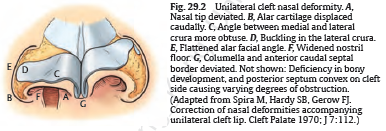 Fig. 29.2 Unilateral cleft nasal deformity. A,
Nasal tip deviated. B, Alar cartilage displaced
caudally. C, Angle between medial and lateral
crura more obtuse. D, Buckling in the lateral crura.
E, Flattened alar facial angle. F, Widened nostril
floor. G, Columella and anterior caudal septal
border deviated. Not shown: Deficiency in bony
development, and posterior septum convex on cleft
side causing varying degrees of obstruction.
(Adapted from Spira M, Hardy SB, Gerow FJ.
Correction of nasal deformities accompanying
unilateral cleft lip. Cleft Palate 1970; J 7:112.)
E
D
C
B
F
A
G